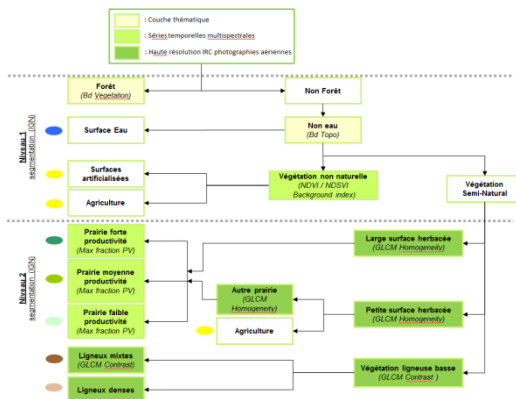 : Couche thématique
: Séries temporelles multispectrales
: Haute résolution IRC photographies aériennes
Niveau 1
segmentation (IGN)
Forêt
(Bd Vegetation)
Non Forêt
Surface Eau
Non eau
(Bd Topo)
Surfaces
artificialisées
Végétation non naturelle
(NDVI / NDSVI
Background index)
Végétation
Semi-Natural
Agriculture
Niveau 2
segmentation (IGN)
Prairie forte
productivité
(Max fraction PV)
Large surface herbacée
(GLCM Homogeneity)
Prairie moyenne
productivité
(Max fraction PV)
Autre prairie
(GLCM
Homogeneity)
Prairie faible
productivité
(Max fraction PV)
Petite surface herbacée
(GLCM Homogeneity)
Agriculture
Ligneux mixtes
(GLCM Contrast)
Végétation ligneuse basse
(GLCM Contrast )
Ligneux denses